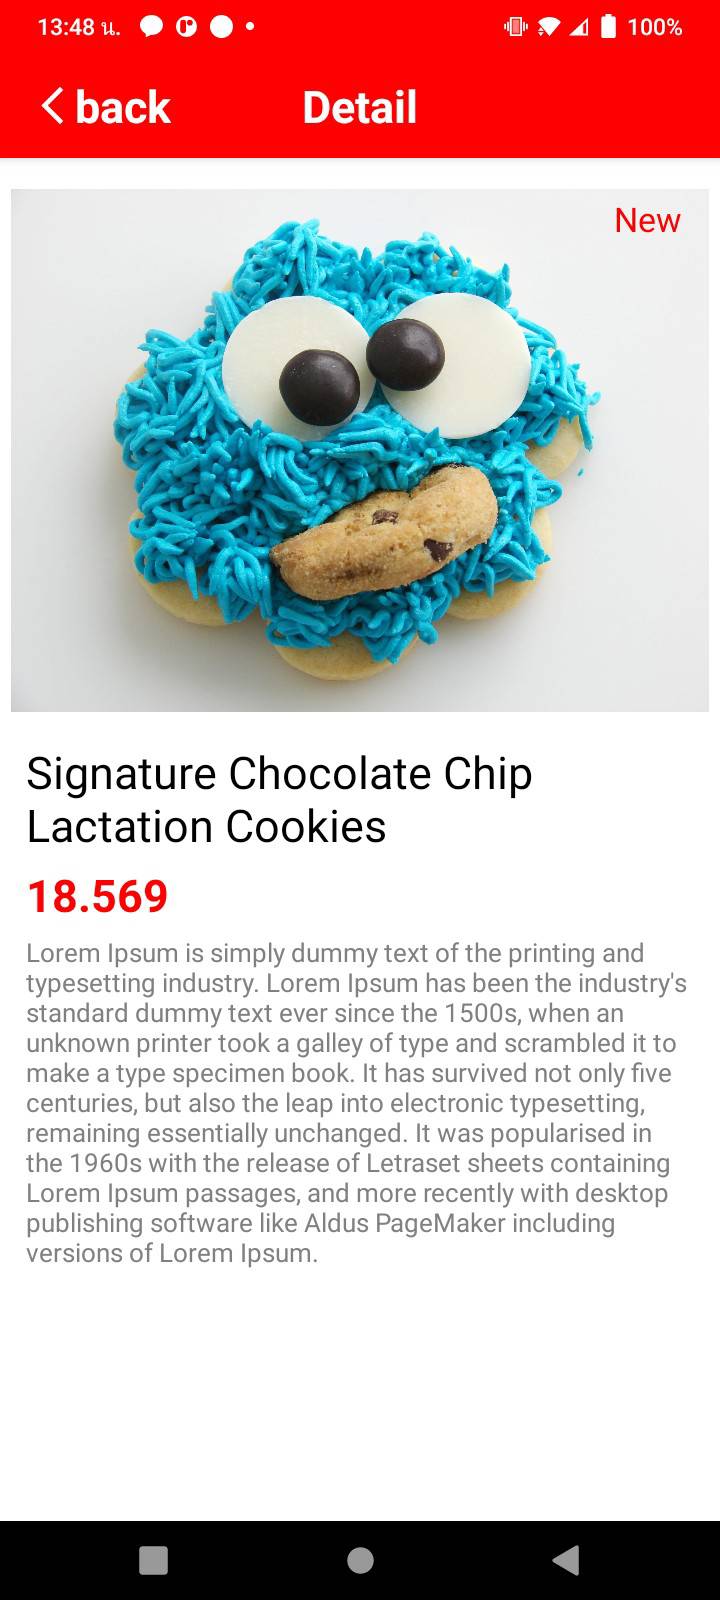 13:48 น.
100%
back
Detail
New
Signature Chocolate Chip
Lactation Cookies
18.569
Lorem Ipsum is simply dummy text of the printing and
typesetting industry. Lorem Ipsum has been the industry's
standard dummy text ever since the 1500s, when an
unknown printer took a galley of type and scrambled it to
make a type specimen book. It has survived not only five
centuries, but also the leap into electronic typesetting,
remaining essentially unchanged. It was popularised in
the 1960s with the release of Letraset sheets containing
Lorem Ipsum passages, and more recently with desktop
publishing software like Aldus PageMaker including
versions of Lorem Ipsum.